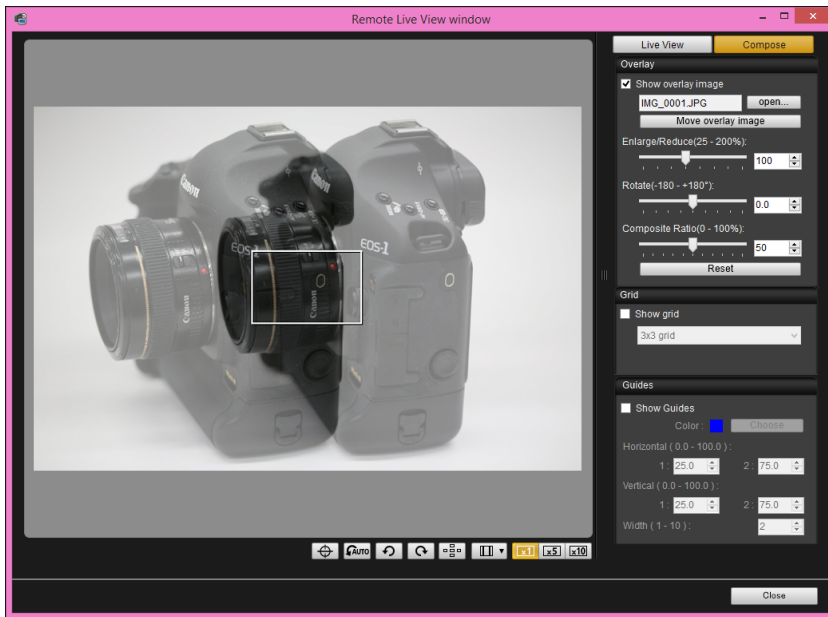 Remote Live View window
Live View
Compose
Overlay
Show overlay image
IMG_0001.JPG
open...
Move overlay image
Enlarge/Reduce(25 - 200%):
100
Rotate(-180 - +180°):
0.0
Composite Ratio(0 - 100%):
50
Reset
Grid
Show grid
3x3 grid
Guides
Show Guides
Color :
Choose
Horizontal ( 0.0 - 100.0 ) :
1 : 25.0
2 : 75.0
Vertical ( 0.0 - 100.0 ) :
1 : 25.0
2 : 75.0
Width ( 1 - 10 ) :
2
Canon
Canon
EOS-1
EOS-1
Canon
Canon
AUTO
x1
x5
x10
Close